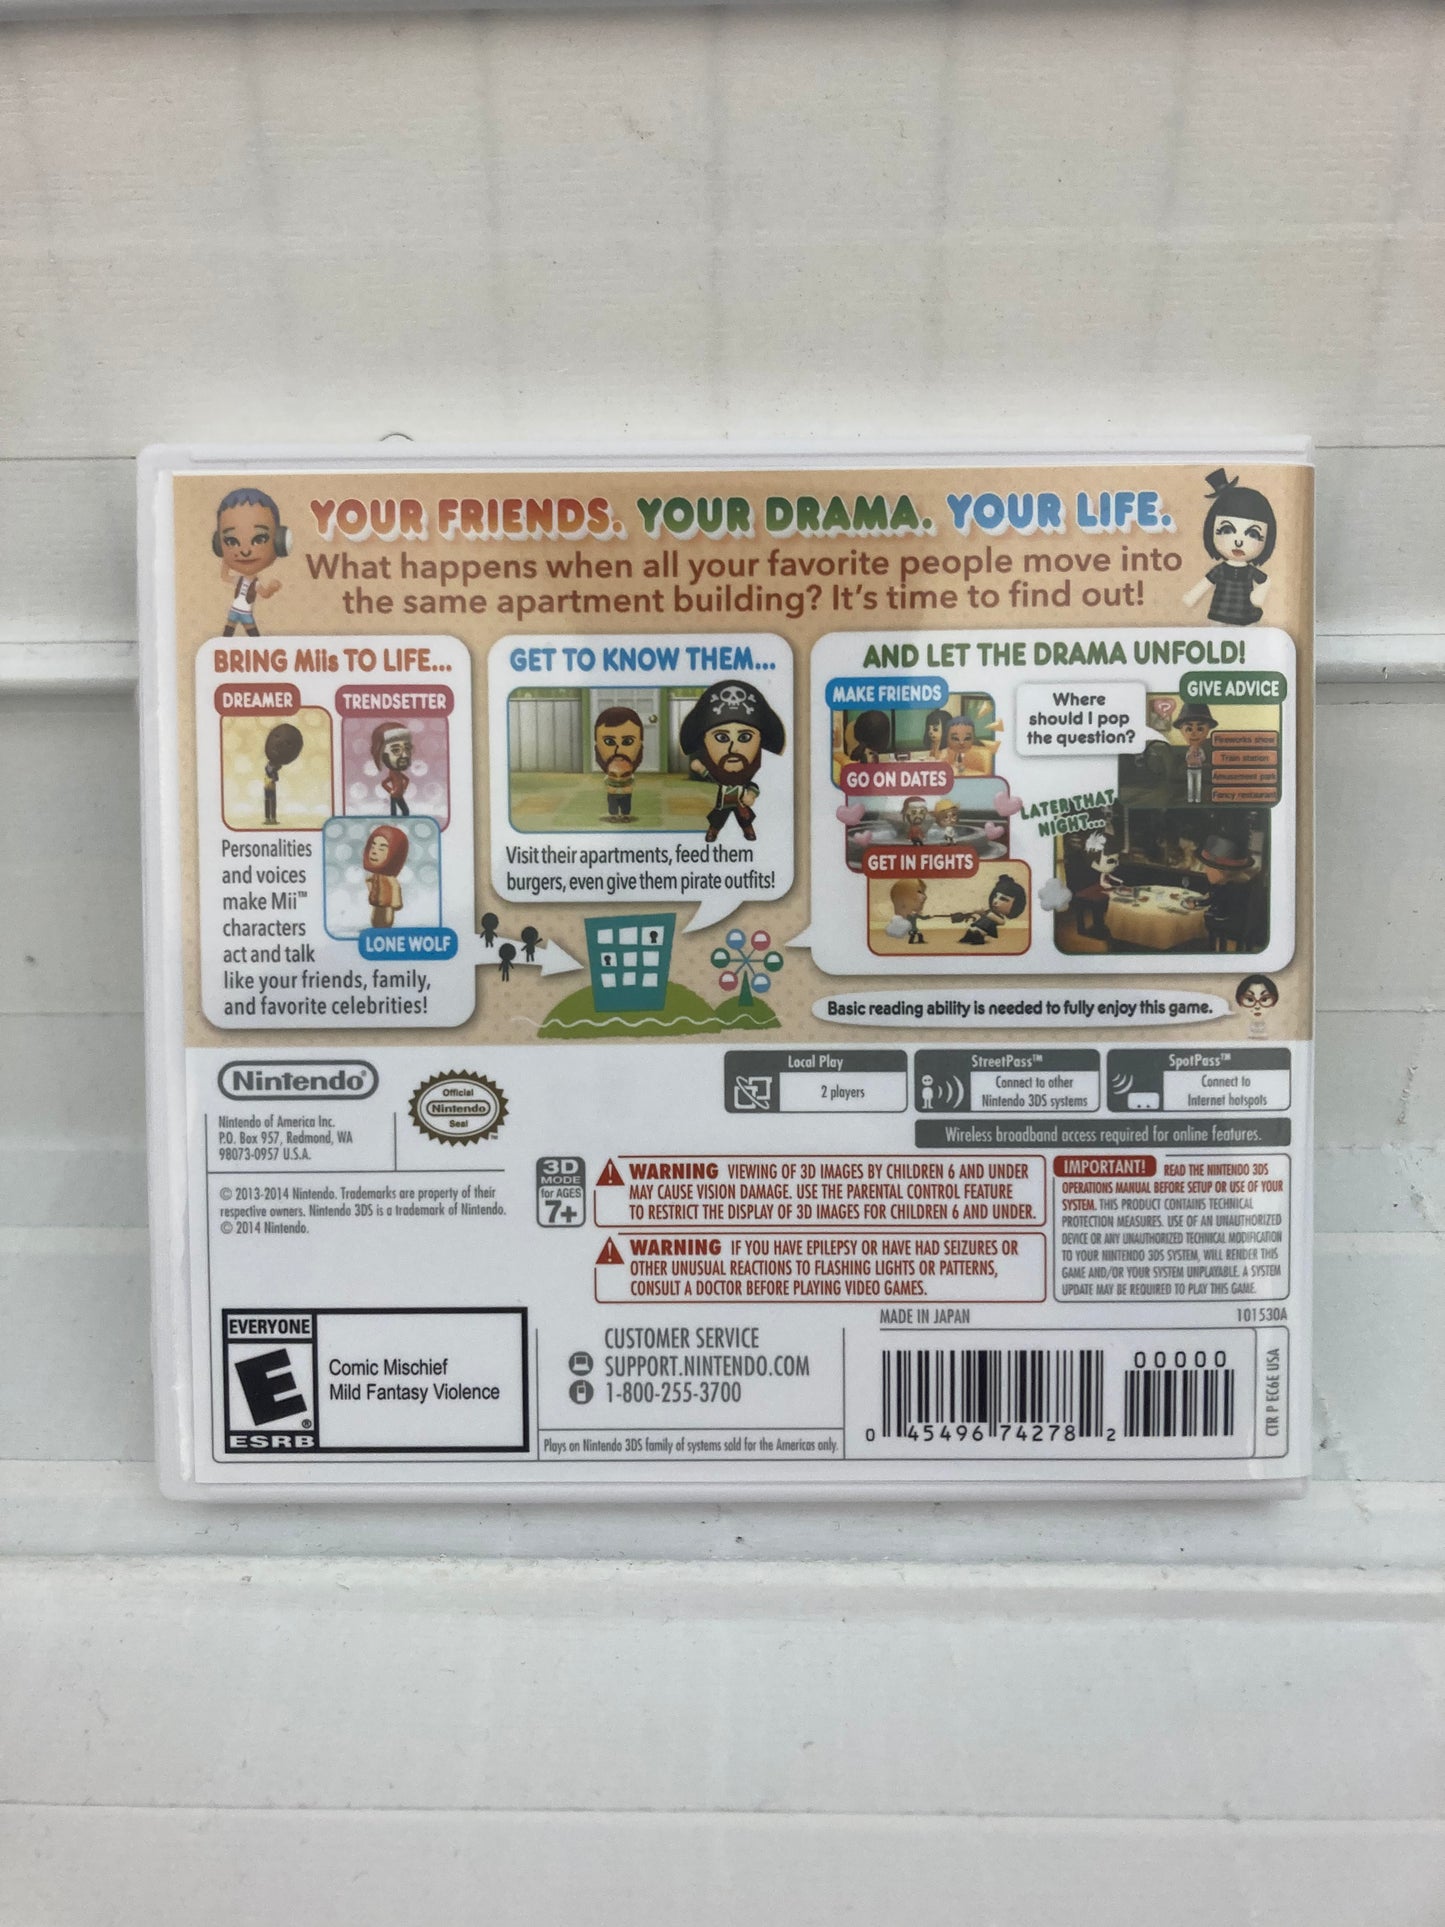 YOUR FRIENDS. YOUR DRAMA. YOUR LIFE.
What happens when all your favorite people move into
the same apartment building? It's time to find out!
BRING Miis TO LIFE...
DREAMER
TRENDSETTER
LONE WOLF
Personalities
and voices
make Mii™
characters
act and talk
like your friends, family,
and favorite celebrities!
GET TO KNOW THEM...
Visit their apartments, feed them
burgers, even give them pirate outfits!
AND LET THE DRAMA UNFOLD!
MAKE FRIENDS
GO ON DATES
GET IN FIGHTS
Where
should I pop
the question?
GIVE ADVICE
?
Fireworks show
Train station
Amusement park
Fancy restaurant
LATER THAT
NIGHT...
Basic reading ability is needed to fully enjoy this game.
Nintendo®
Nintendo of America Inc.
P.O. Box 957, Redmond, WA
98073-0957 U.S.A.
Official
Nintendo
Seal
™
Local Play
2 players
StreetPass™
Connect to other
Nintendo 3DS systems
SpotPass™
Connect to
Internet hotspots
Wireless broadband access required for online features.
© 2013-2014 Nintendo. Trademarks are property of their
respective owners. Nintendo 3DS is a trademark of Nintendo.
© 2014 Nintendo.
3D
MODE
for AGES
7+
WARNING VIEWING OF 3D IMAGES BY CHILDREN 6 AND UNDER
MAY CAUSE VISION DAMAGE. USE THE PARENTAL CONTROL FEATURE
TO RESTRICT THE DISPLAY OF 3D IMAGES FOR CHILDREN 6 AND UNDER.
WARNING IF YOU HAVE EPILEPSY OR HAVE HAD SEIZURES OR
OTHER UNUSUAL REACTIONS TO FLASHING LIGHTS OR PATTERNS,
CONSULT A DOCTOR BEFORE PLAYING VIDEO GAMES.
IMPORTANT! READ THE NINTENDO 3DS
OPERATIONS MANUAL BEFORE SETUP OR USE OF YOUR
SYSTEM. THIS PRODUCT CONTAINS TECHNICAL
PROTECTION MEASURES. USE OF AN UNAUTHORIZED
DEVICE OR ANY UNAUTHORIZED TECHNICAL MODIFICATION
TO YOUR NINTENDO 3DS SYSTEM, WILL RENDER THIS
GAME AND/OR YOUR SYSTEM UNPLAYABLE. A SYSTEM
UPDATE MAY BE REQUIRED TO PLAY THIS GAME.
EVERYONE
E
®
ESRB
Comic Mischief
Mild Fantasy Violence
CUSTOMER SERVICE
SUPPORT.NINTENDO.COM
1-800-255-3700
Plays on Nintendo 3DS family of systems sold for the Americas only.
MADE IN JAPAN
101530A
00000
0 45496 74278 2
CTR P EC6E USA